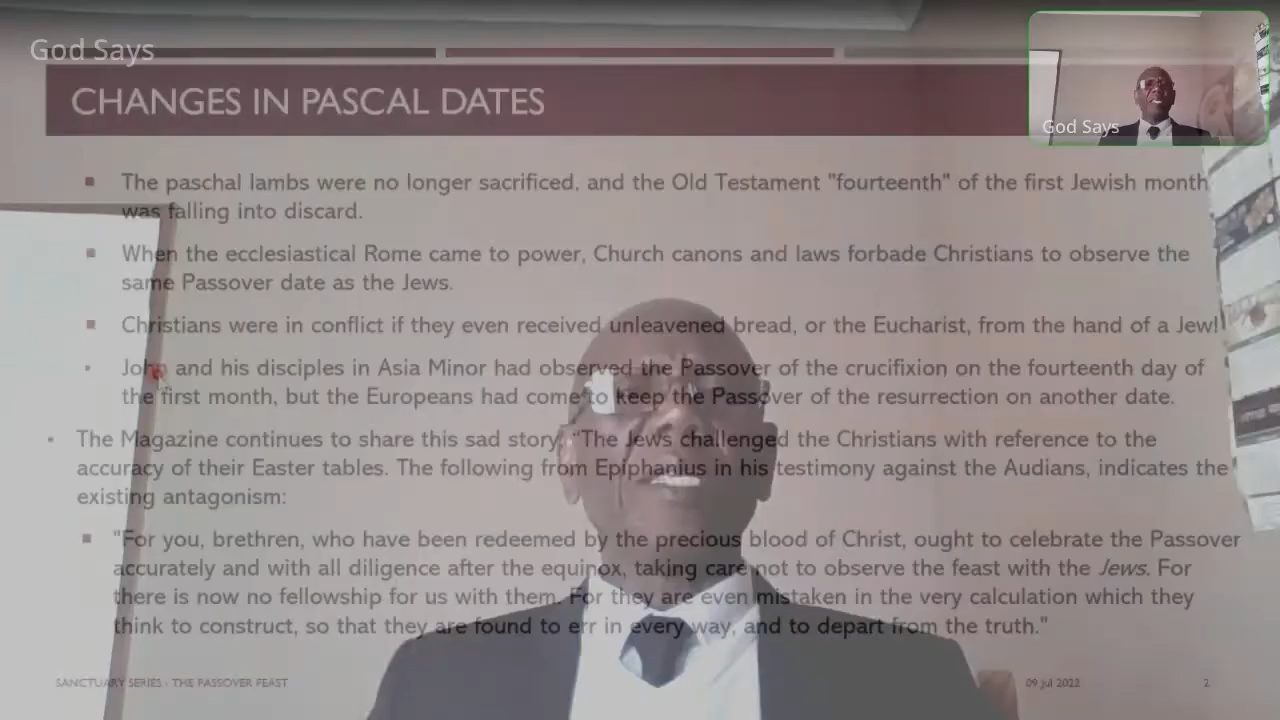 God Says
CHANGES IN PASCAL DATES
God Says
The paschal lambs were no longer sacrificed, and the Old Testament "fourteenth" of the first Jewish month
was falling into discard.
When the ecclesiastical Rome came to power, Church canons and laws forbade Christians to observe the
same Passover date as the Jews.
Christians were in conflict if they even received unleavened bread, or the Eucharist, from the hand of a Jew!
John and his disciples in Asia Minor had observed the Passover of the crucifixion on the fourteenth day of
the first month, but the Europeans had come to keep the Passover of the resurrection on another date.
The Magazine continues to share this sad story, "The Jews challenged the Christians with reference to the
accuracy of their Easter tables. The following from Epiphanius in his testimony against the Audians, indicates the
existing antagonism:
"For you, brethren, who have been redeemed by the precious blood of Christ, ought to celebrate the Passover
accurately and with all diligence after the equinox, taking care not to observe the feast with the Jews. For
there is now no fellowship for us with them. For they are even mistaken in the very calculation which they
think to construct, so that they are found to err in every way, and to depart from the truth."
SANCTUARY SERIES - THE PASSOVER FEAST
09 Jul 2022
2